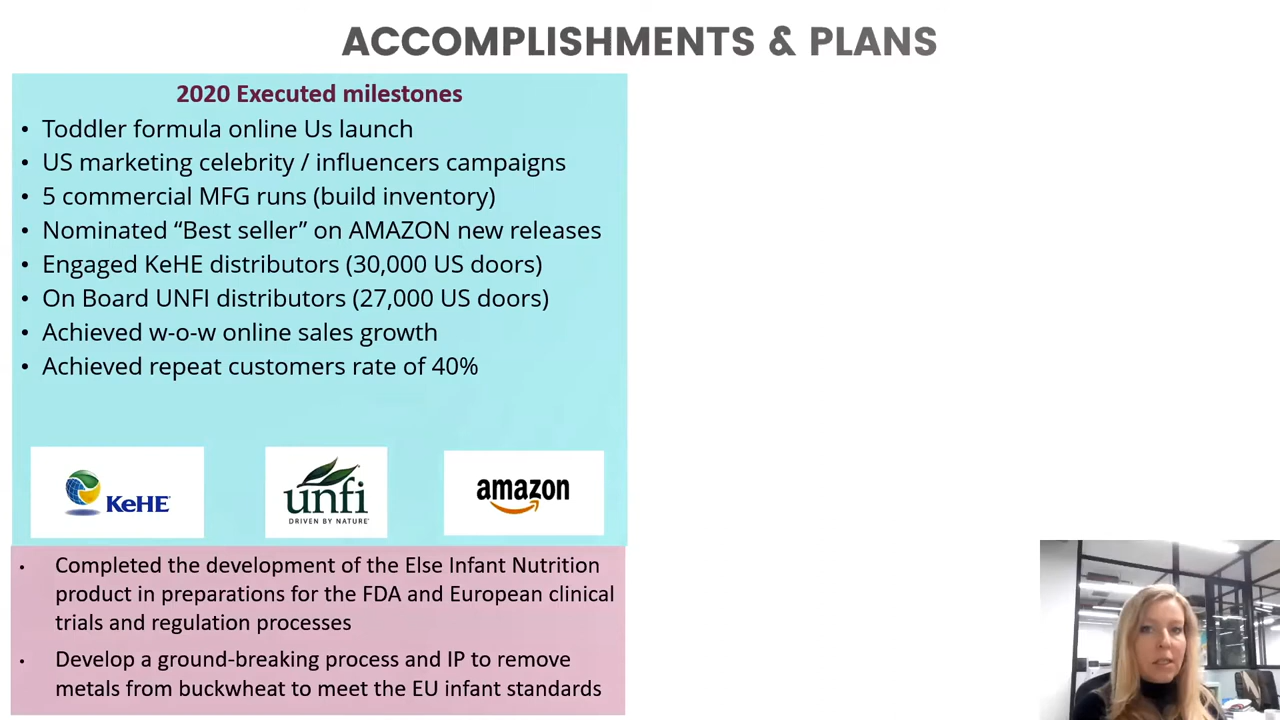 ACCOMPLISHMENTS & PLANS
2020 Executed milestones
• Toddler formula online Us launch
• US marketing celebrity / influencers campaigns
• 5 commercial MFG runs (build inventory)
• Nominated “Best seller” on AMAZON new releases
• Engaged KeHE distributors (30,000 US doors)
• On Board UNFI distributors (27,000 US doors)
• Achieved w-o-w online sales growth
• Achieved repeat customers rate of 40%
KeHE
unfi
DRIVEN BY NATURE
amazon
• Completed the development of the Else Infant Nutrition
product in preparations for the FDA and European clinical
trials and regulation processes
• Develop a ground-breaking process and IP to remove
metals from buckwheat to meet the EU infant standards